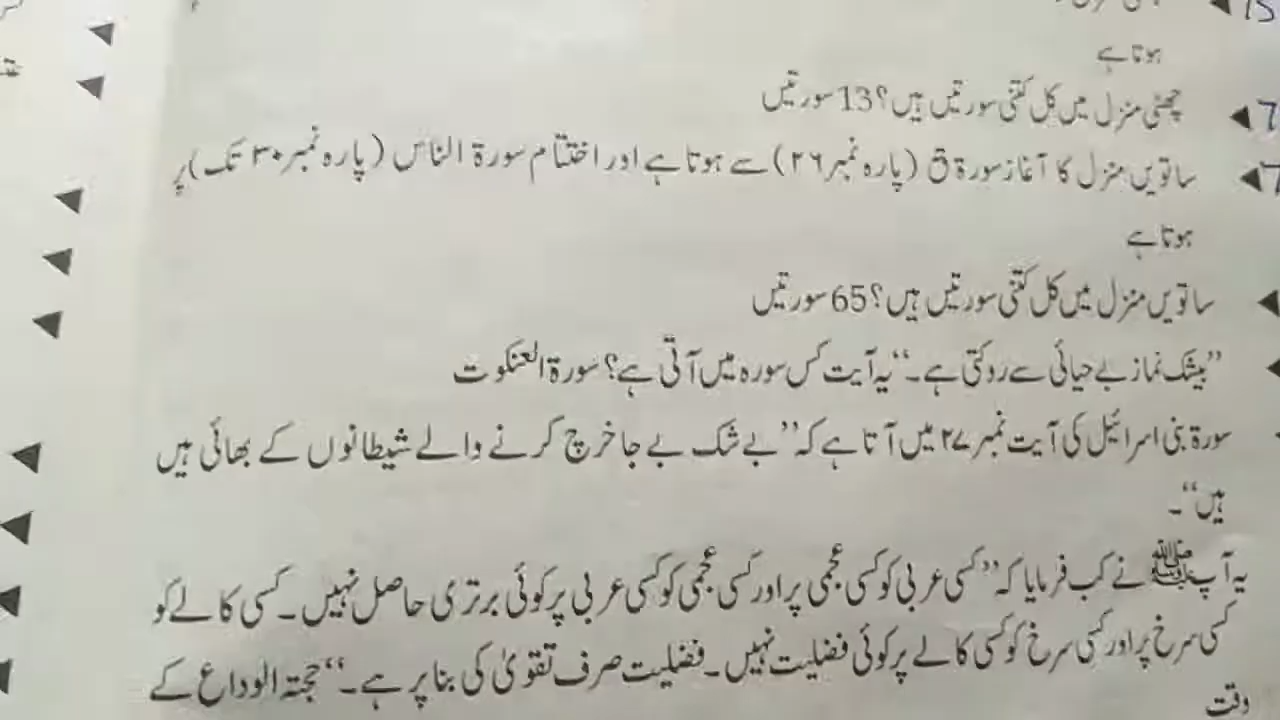 ہوتا ہے
چھٹی منزل میں کل کتنی سورتیں ہیں؟ 13 سورتیں
ساتویں منزل کا آغاز سورۃ ق (پارہ نمبر ۲۶) سے ہوتا ہے اور اختتام سورۃ الناس (پارہ نمبر ۳۰ تک) پر
ہوتا ہے
ساتویں منزل میں کل کتنی سورتیں ہیں؟ 65 سورتیں
’’بیشک نماز بے حیائی سے روکتی ہے۔‘‘ یہ آیت کس سورہ میں آتی ہے؟ سورۃ العنکوت
سورۃ بنی اسرائیل کی آیت نمبر ۲۷ میں آتا ہے کہ ’’بے شک بے جا خرچ کرنے والے شیطانوں کے بھائی ہیں
ہیں‘‘۔
یہ آپ ﷺ نے کب فرمایا کہ ’’کسی عربی کو کسی عجمی پر اور کسی عجمی کو کسی عربی پر کوئی برتری حاصل نہیں۔ کسی کالے کو
کسی سرخ پر اور کسی سرخ کو کسی کالے پر کوئی فضلیت نہیں۔ فضلیت صرف تقویٰ کی بنا پر ہے۔‘‘ حجتہ الوداع کے
وقت